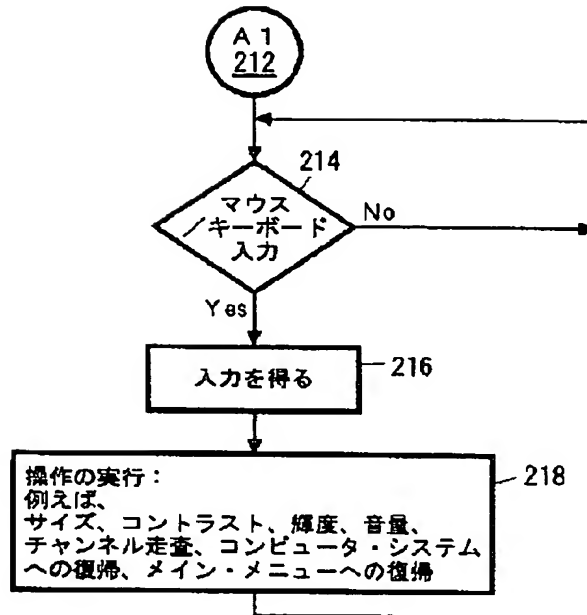 A1
212
214
マウス
/キーボード
入力
No
Yes
入力を得る
216
218
操作の実行:
例えば、
サイズ、コントラスト、輝度、音量、
チャンネル走査、コンピュータ・システム
への復帰、メイン・メニューへの復帰